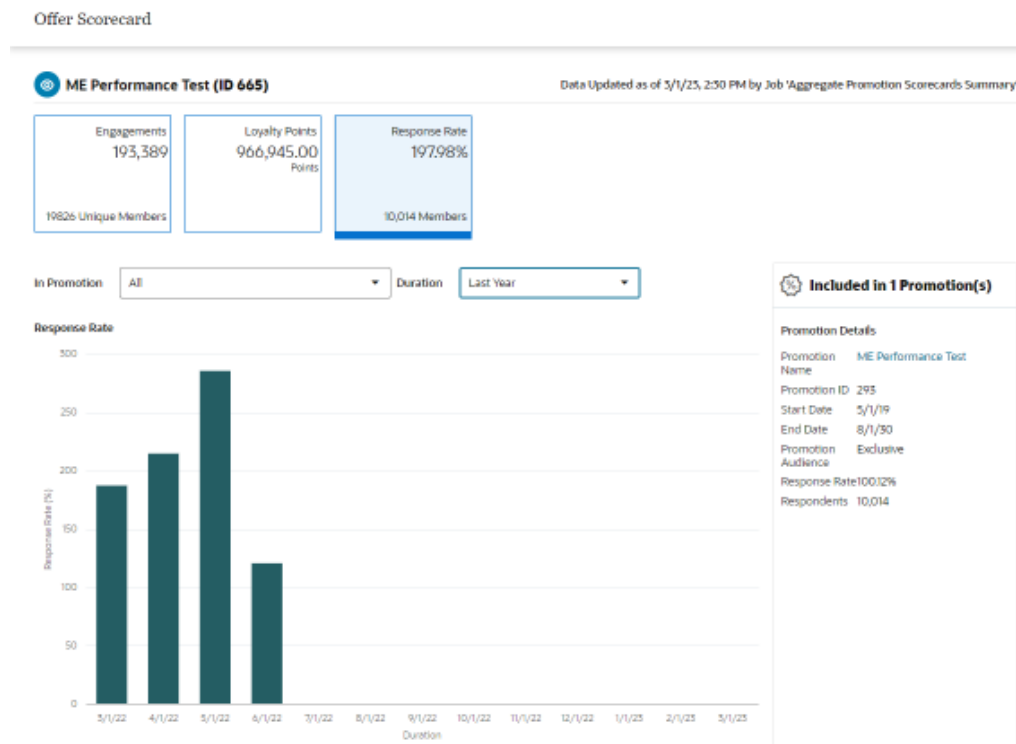 Offer Scorecard
ME Performance Test (ID 665)
Data Updated as of 3/1/23, 2:30 PM by Job 'Aggregate Promotion Scorecards Summary'
Engagements
193,389
19826 Unique Members
Loyalty Points
966,945.00
Points
Response Rate
197.98%
10,014 Members
In Promotion
All
Duration
Last Year
Included in 1 Promotion(s)
Promotion Details
Promotion Name
ME Performance Test
Promotion ID 293
Start Date 5/1/19
End Date 8/1/30
Promotion Audience
Exclusive
Response Rate100.12%
Respondents 10,014
Response Rate
Response Rate (%)
300
250
200
150
100
50
0
3/1/22 4/1/22 5/1/22 6/1/22 7/1/22 8/1/22 9/1/22 10/1/22 11/1/22 12/1/22 1/1/23 2/1/23 3/1/23
Duration